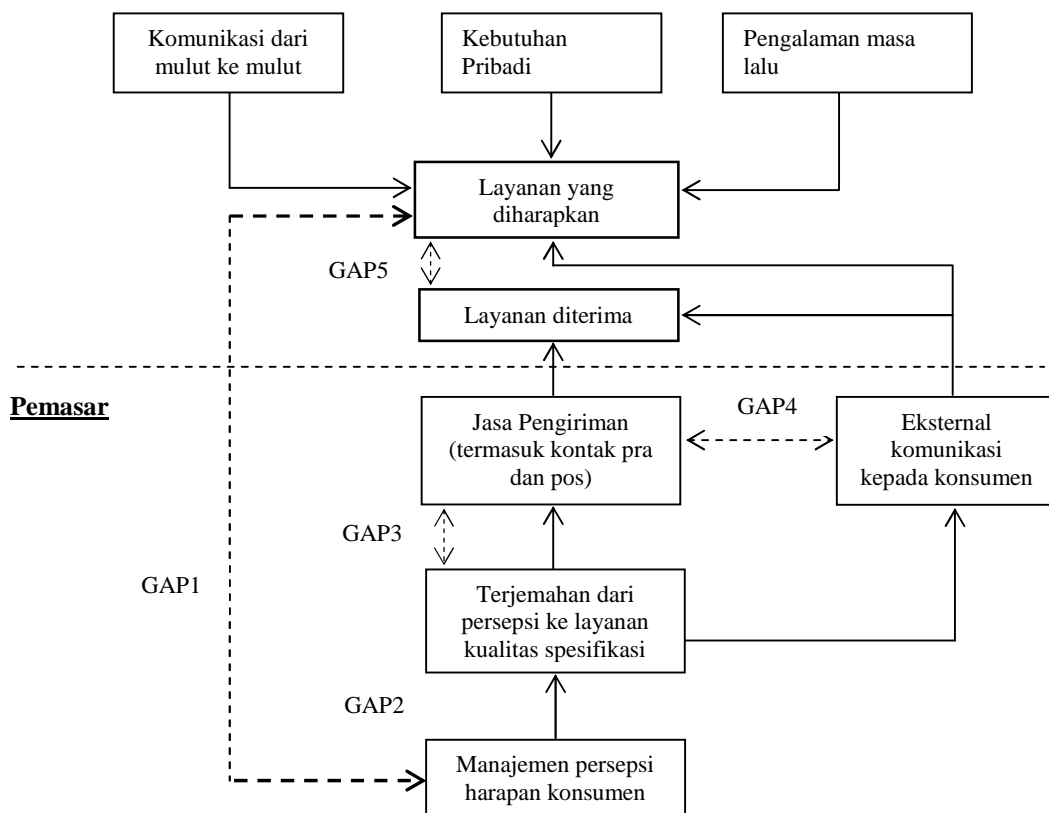 Komunikasi dari
mulut ke mulut
Kebutuhan
Pribadi
Pengalaman masa
lalu
Layanan yang
diharapkan
GAP5
Layanan diterima
Pemasar
Jasa Pengiriman
(termasuk kontak pra
dan pos)
GAP4
Eksternal
komunikasi
kepada konsumen
GAP3
GAP1
Terjemahan dari
persepsi ke layanan
kualitas spesifikasi
GAP2
Manajemen persepsi
harapan konsumen